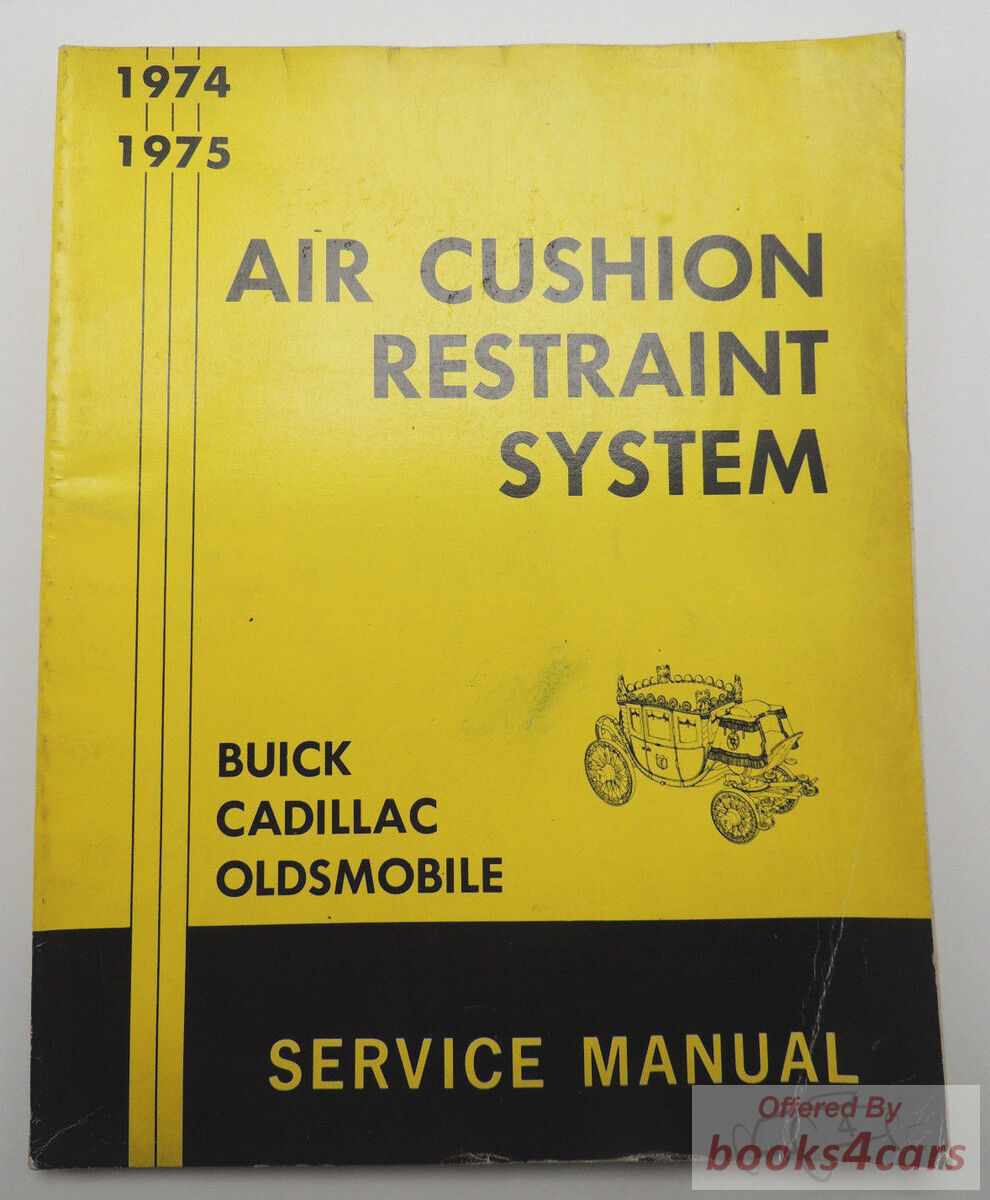 1974
1975
AIR CUSHION
RESTRAINT
SYSTEM
BUICK
CADILLAC
OLDSMOBILE
SERVICE MANUAL
Offered By
books4cars